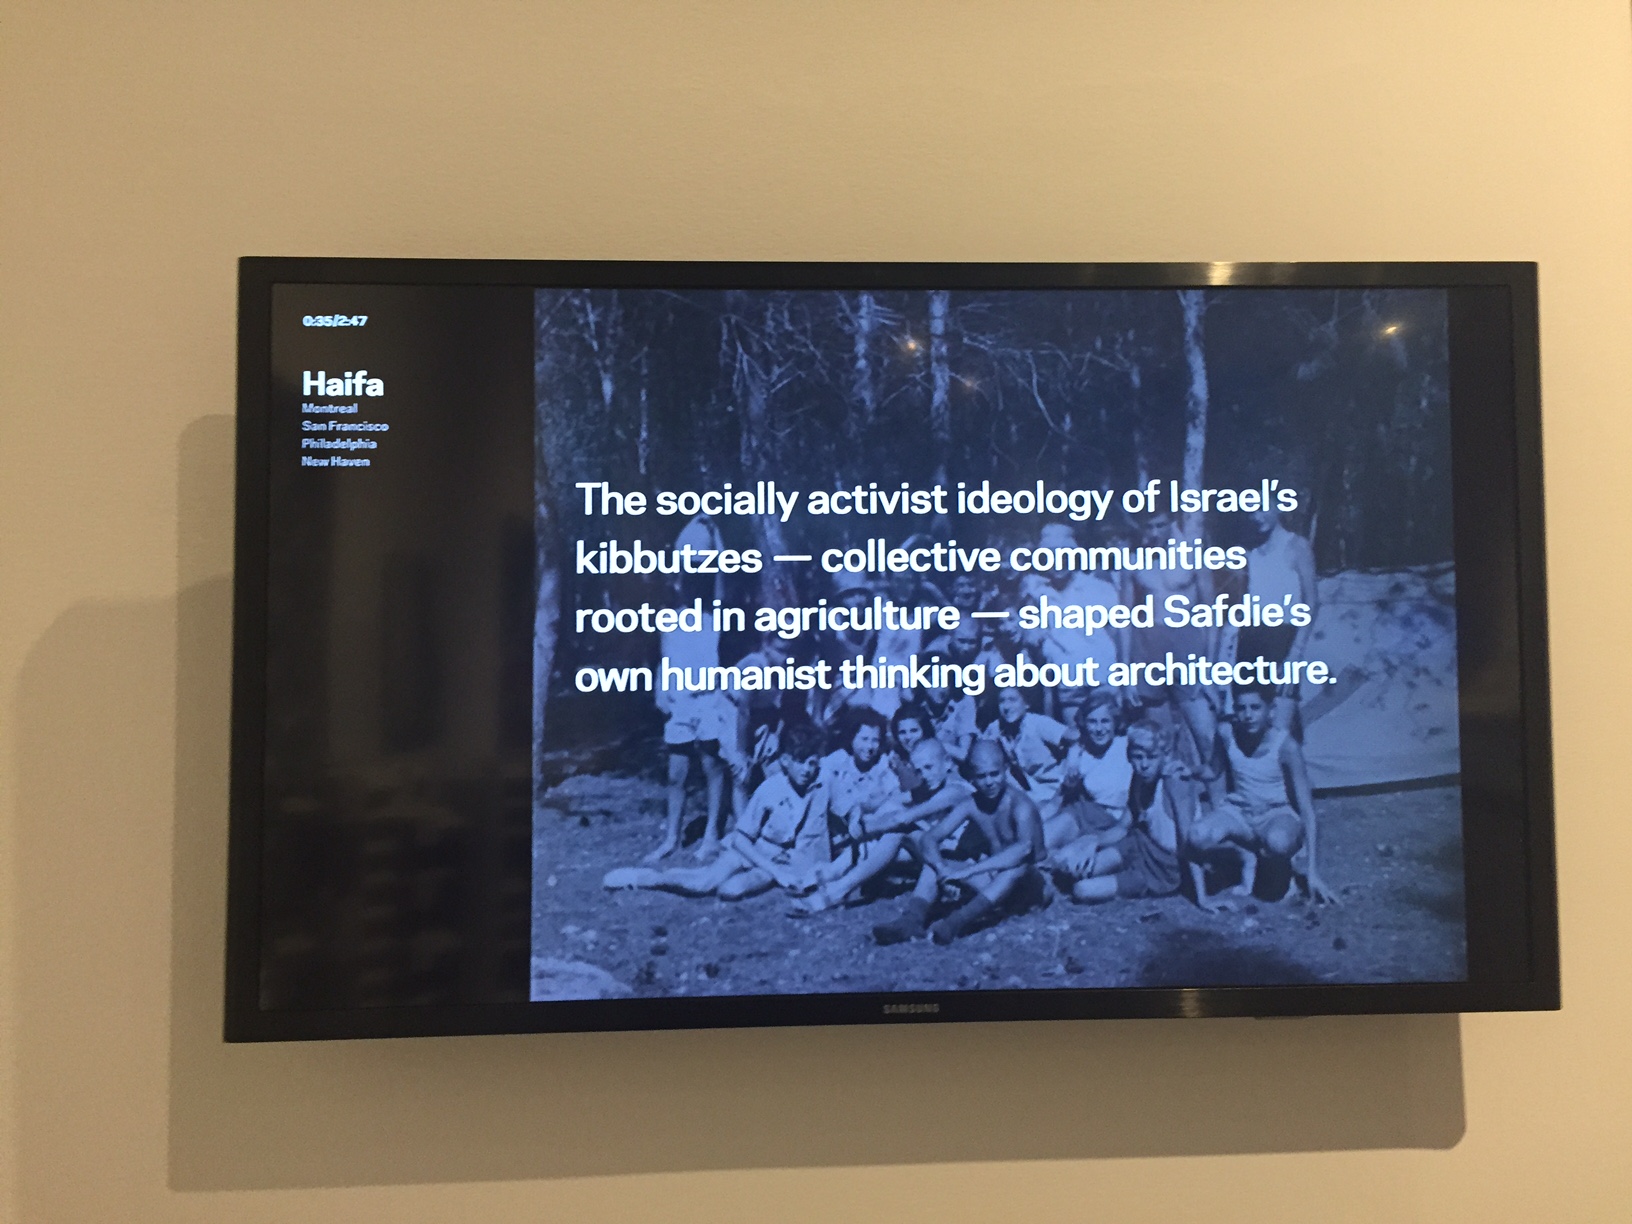 0:35/2:47
Haifa
Montreal
San Francisco
Philadelphia
New Haven
The socially activist ideology of Israel's
kibbutzes — collective communities
rooted in agriculture — shaped Safdie's
own humanist thinking about architecture.
SAMSUNG